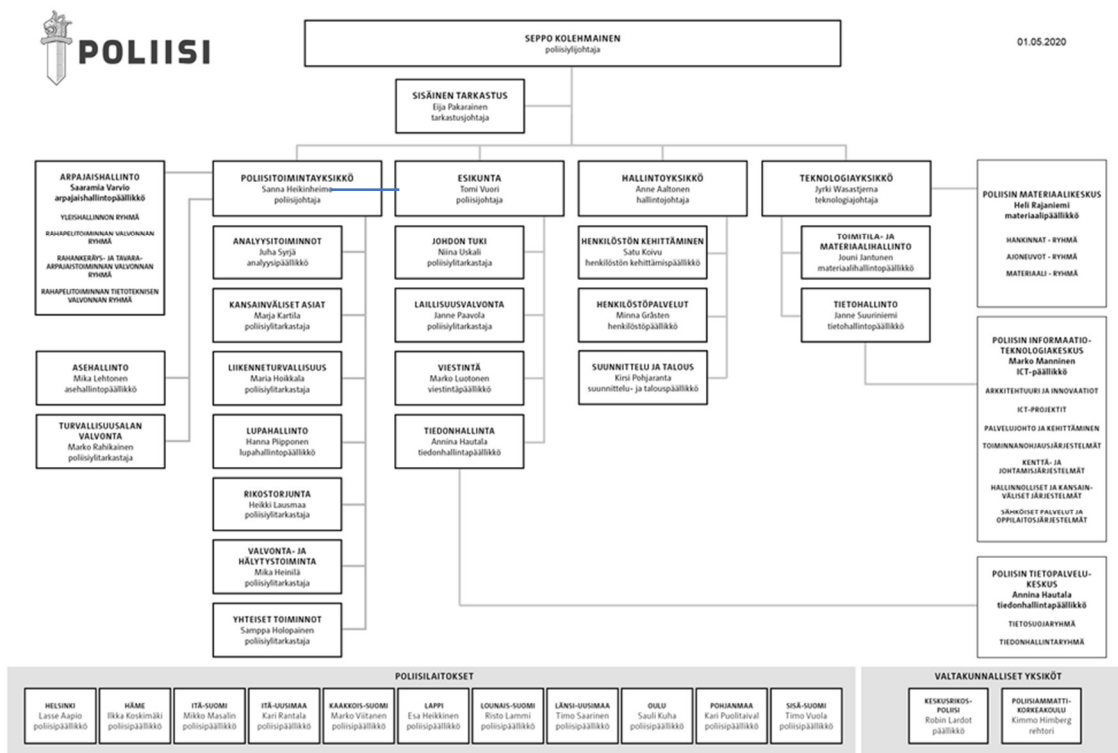 POLIISI
SEPPO KOLEHMAINEN
poliisiylijohtaja
01.05.2020
SISÄINEN TARKASTUS
Eija Pakarainen
tarkastusjohtaja
ARPAJAISHALLINTO
Saaramia Varvio
arpajaishallintopäällikkö
YLEISHALLINNON RYHMÄ
RAHAPELITOIMINNAN VALVONNAN
RYHMÄ
RAHANKERÄYS- JA TAVARA-
ARPAJAISTOIMINNAN VALVONNAN
RYHMÄ
RAHAPELITOIMINNAN TIETOTEKNISEN
VALVONNAN RYHMÄ
ASEHALLINTO
Mika Lehtonen
asehallintopäällikkö
TURVALLISUUSALAN
VALVONTA
Marko Rahikainen
poliisiylitarkastaja
POLIISITOIMINTAYKSIKKÖ
Sanna Heikinheimo
poliisijohtaja
ANALYYSITOIMINNOT
Juha Syrjä
analyysipäällikkö
KANSAINVÄLISET ASIAT
Marja Kartila
poliisiylitarkastaja
LIIKENNETURVALLISUUS
Maria Hoikkala
poliisiylitarkastaja
LUPAHALLINTO
Hanna Piipponen
lupahallintopäällikkö
RIKOSTORJUNTA
Heikki Lausmaa
poliisiylitarkastaja
VALVONTA- JA
HÄLYTYSTOIMINTA
Mika Heinilä
poliisiylitarkastaja
YHTEISET TOIMINNOT
Samppa Holopainen
poliisiylitarkastaja
ESIKUNTA
Tomi Vuori
poliisijohtaja
JOHDON TUKI
Niina Uskali
poliisiylitarkastaja
LAILLISUUSVALVONTA
Janne Paavola
poliisiylitarkastaja
VIESTINTÄ
Marko Luotonen
viestintäpäällikkö
TIEDONHALLINTA
Annina Hautala
tiedonhallintapäällikkö
HALLINTOYKSIKKÖ
Anne Aaltonen
hallintojohtaja
HENKILÖSTÖN KEHITTÄMINEN
Satu Koivu
henkilöstön kehittämispäällikkö
HENKILÖSTÖPALVELUT
Minna Gråsten
henkilöstöpäällikkö
SUUNNITTELU JA TALOUS
Kirsi Pohjaranta
suunnittelu- ja talouspäällikkö
TEKNOLOGIAYKSIKKÖ
Jyrki Wasastjerna
teknologiajohtaja
TOIMITILA- JA
MATERIAALIHALLINTO
Jouni Jantunen
materiaalihallintopäällikkö
TIETOHALLINTO
Janne Suuriniemi
tietohallintopäällikkö
POLIISIN MATERIAALIKESKUS
Heli Rajaniemi
materiaalipäällikkö
HANKINNAT - RYHMÄ
AJONEUVOT - RYHMÄ
MATERIAALI - RYHMÄ
POLIISIN INFORMAATIO-
TEKNOLOGIAKESKUS
Marko Manninen
ICT-päällikkö
ARKKITEHTUURI JA INNOVAATIOT
ICT-PROJEKTIT
PALVELUJOHTO JA KEHITTÄMINEN
TOIMINNANOHJAUSJÄRJESTELMÄT
KENTTÄ- JA
JOHTAMISJÄRJESTELMÄT
HALLINNOLLISET JA KANSAIN-
VÄLISET JÄRJESTELMÄT
SÄHKÖISET PALVELUT JA
OPPILAITOSJÄRJESTELMÄT
POLIISIN TIETOPALVELU-
KESKUS
Annina Hautala
tiedonhallintapäällikkö
TIETOSUOJARYHMÄ
TIEDONHALLINTARYHMÄ
POLIISILAITOKSET
HELSINKI
Lasse Aapio
poliisipäällikkö
HÄME
Ilkka Koskimäki
poliisipäällikkö
ITÄ-SUOMI
Mikko Masalin
poliisipäällikkö
ITÄ-UUSIMAA
Kari Rantala
poliisipäällikkö
KAAKKOIS-SUOMI
Marko Viitanen
poliisipäällikkö
LAPPI
Esa Heikkinen
poliisipäällikkö
LOUNAIS-SUOMI
Risto Lammi
poliisipäällikkö
LÄNSI-UUSIMAA
Timo Saarinen
poliisipäällikkö
OULU
Sauli Kuha
poliisipäällikkö
POHJANMAA
Kari Puolitaival
poliisipäällikkö
SISÄ-SUOMI
Timo Vuola
poliisipäällikkö
VALTAKUNNALLISET YKSIKÖT
KESKUSRIKOS-
POLIISI
Robin Lardot
päällikkö
POLIISIAMMATTI-
KORKEAKOULU
Kimmo Himberg
rehtori